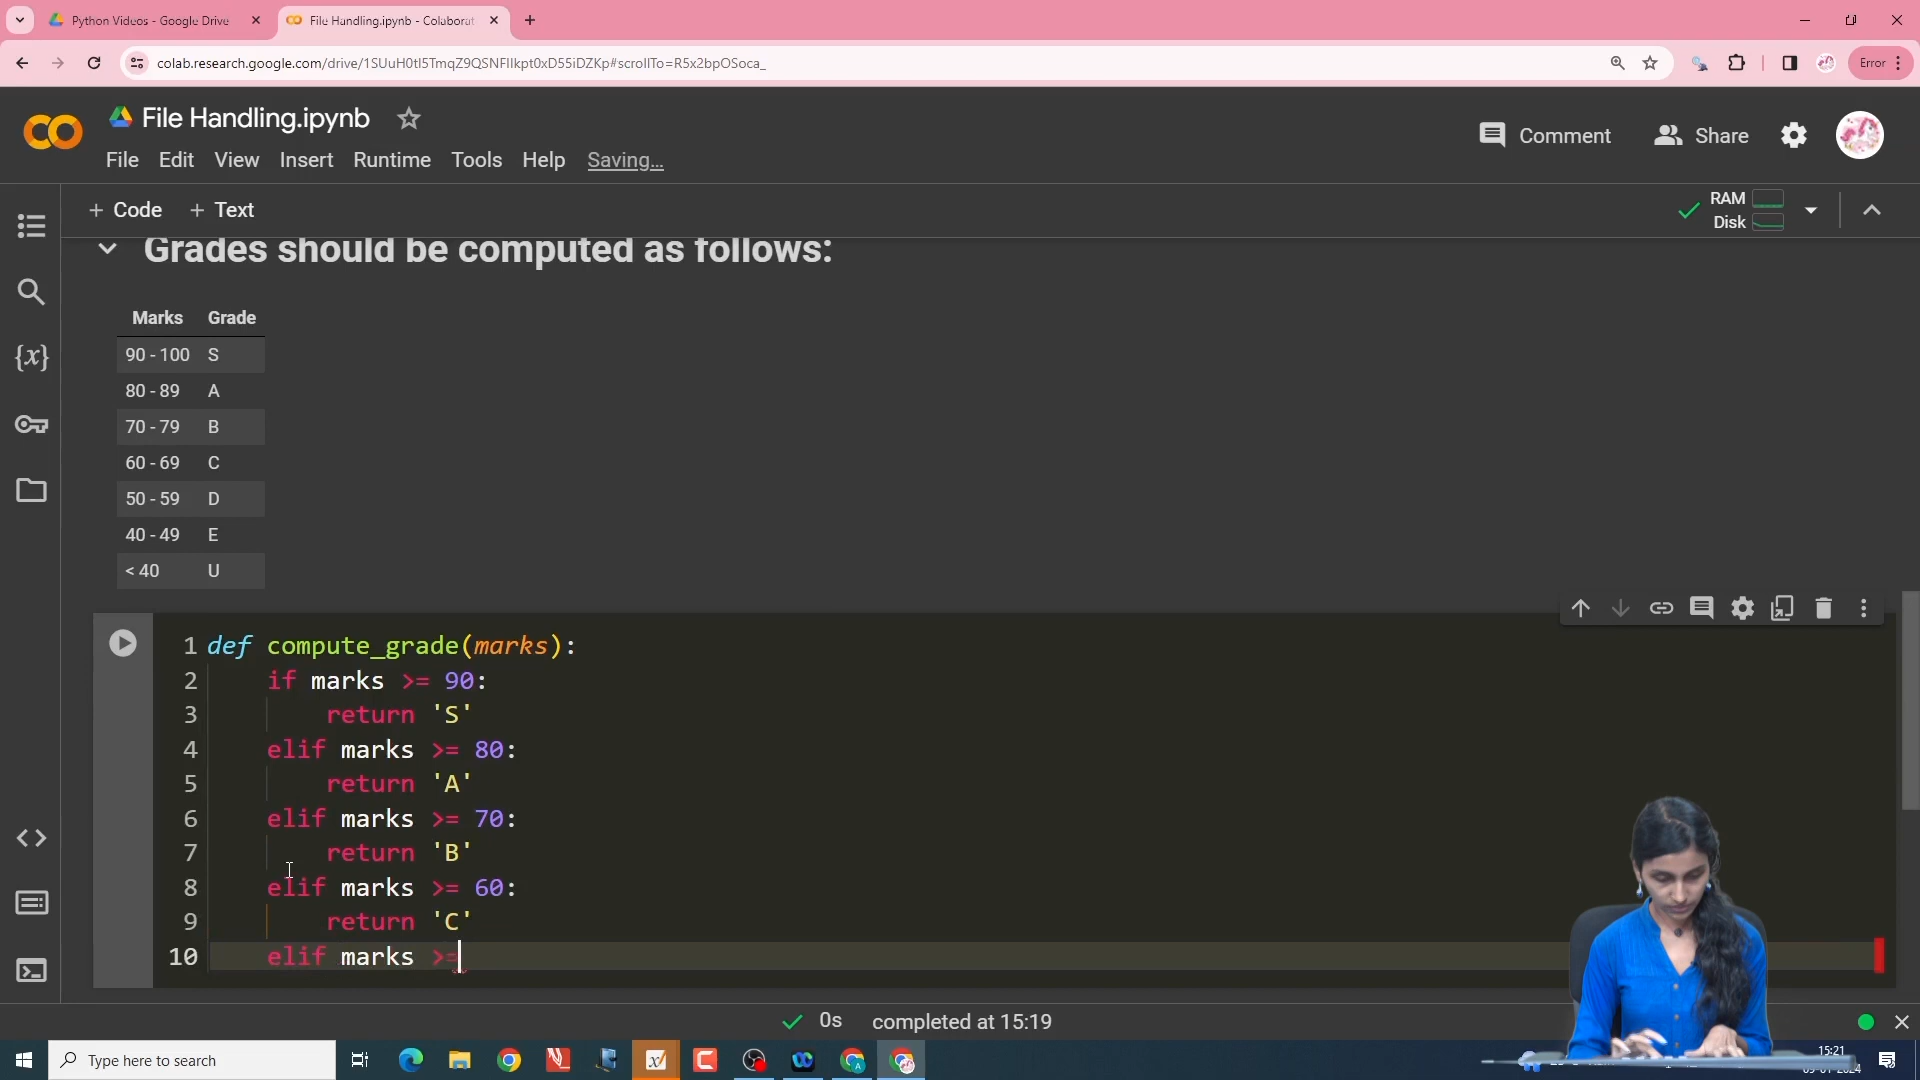 Python Videos - Google Drive
File Handling.ipynb - Colaborat
colab.research.google.com/drive/
Error
File Handling.ipynb
Comment
Share
File Edit View Insert Runtime Tools Help Saving...
+ Code + Text
RAM
Disk
Grades should be computed as follows:
Marks Grade
90 - 100 S
80 - 89 A
70 - 79 B
60 - 69 C
50 - 59 D
40 - 49 E
< 40 U
1 def compute_grade(marks):
2 if marks >= 90:
3 return 'S'
4 elif marks >= 80:
5 return 'A'
6 elif marks >= 70:
7 return 'B'
8 elif marks >= 60:
9 return 'C'
10 elif marks >=
0s completed at 15:19
Type here to search
15:21